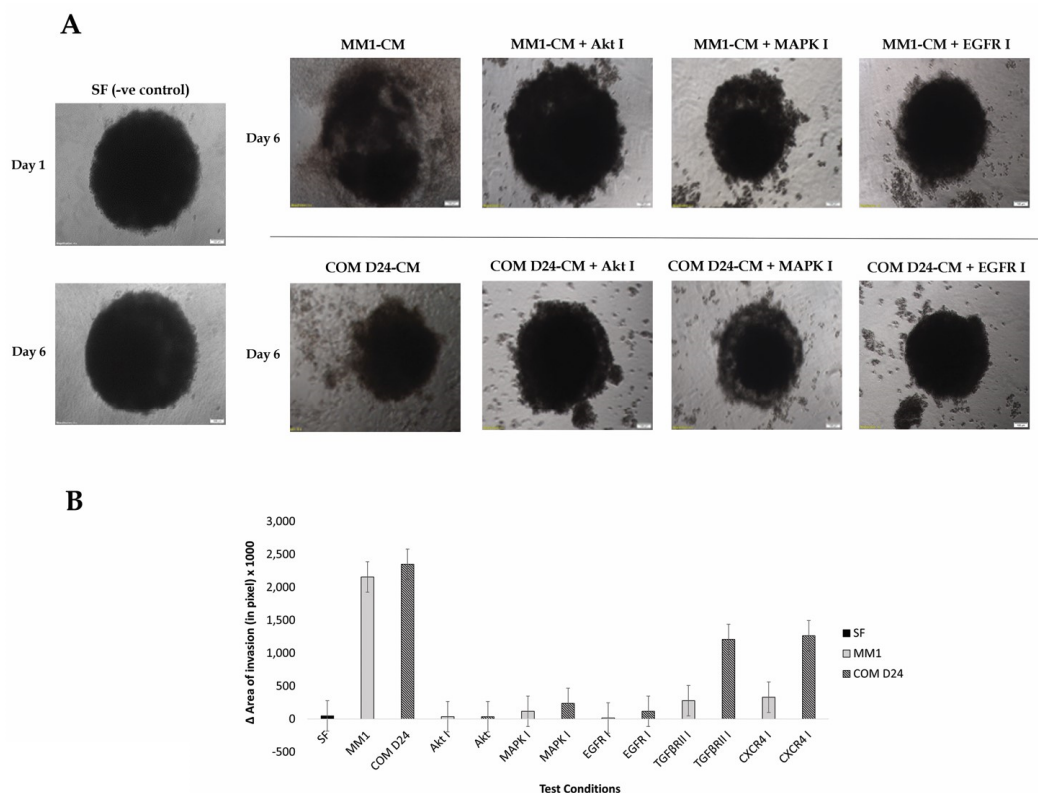 A
MM1-CM
MM1-CM + Akt I
MM1-CM + MAPK I
MM1-CM + EGFR I
SF (-ve control)
Day 1
Day 6
COM D24-CM
COM D24-CM + Akt I
COM D24-CM + MAPK I
COM D24-CM + EGFR I
Day 6
Day 6
B
Δ Area of invasion (in pixel) x 1000
3,000
2,500
2,000
1,500
1,000
500
0
-500
SF
MM1
COM D24
SF
MM1
COM D24
Akt I
Akt
MAPK I
MAPK I
EGFR I
EGFR I
TGFβRII I
TGFβRII I
CXCR4 I
CXCR4 I
Test Conditions